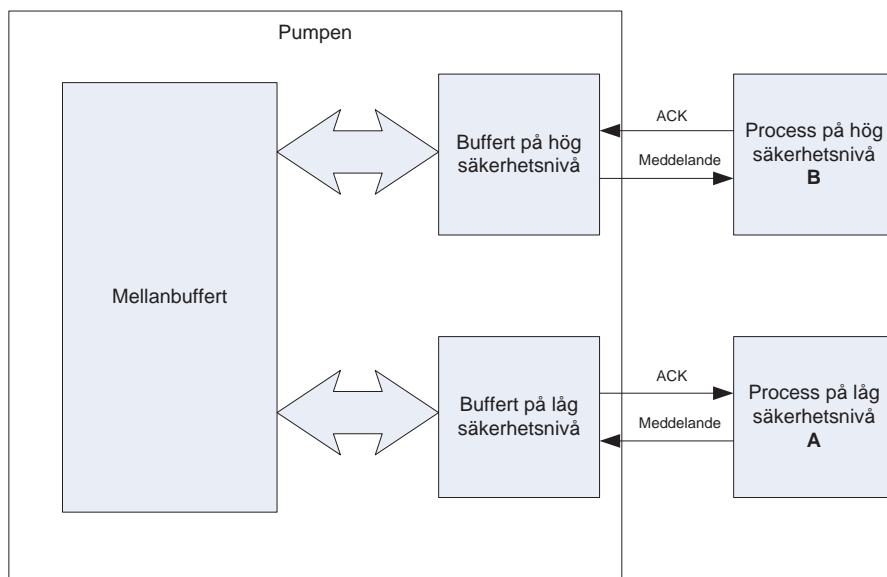 Pumpen
Mellanbuffert
Buffert på hög
säkerhetsnivå
ACK
Meddelande
Process på hög
säkerhetsnivå
B
Buffert på låg
säkerhetsnivå
ACK
Meddelande
Process på låg
säkerhetsnivå
A